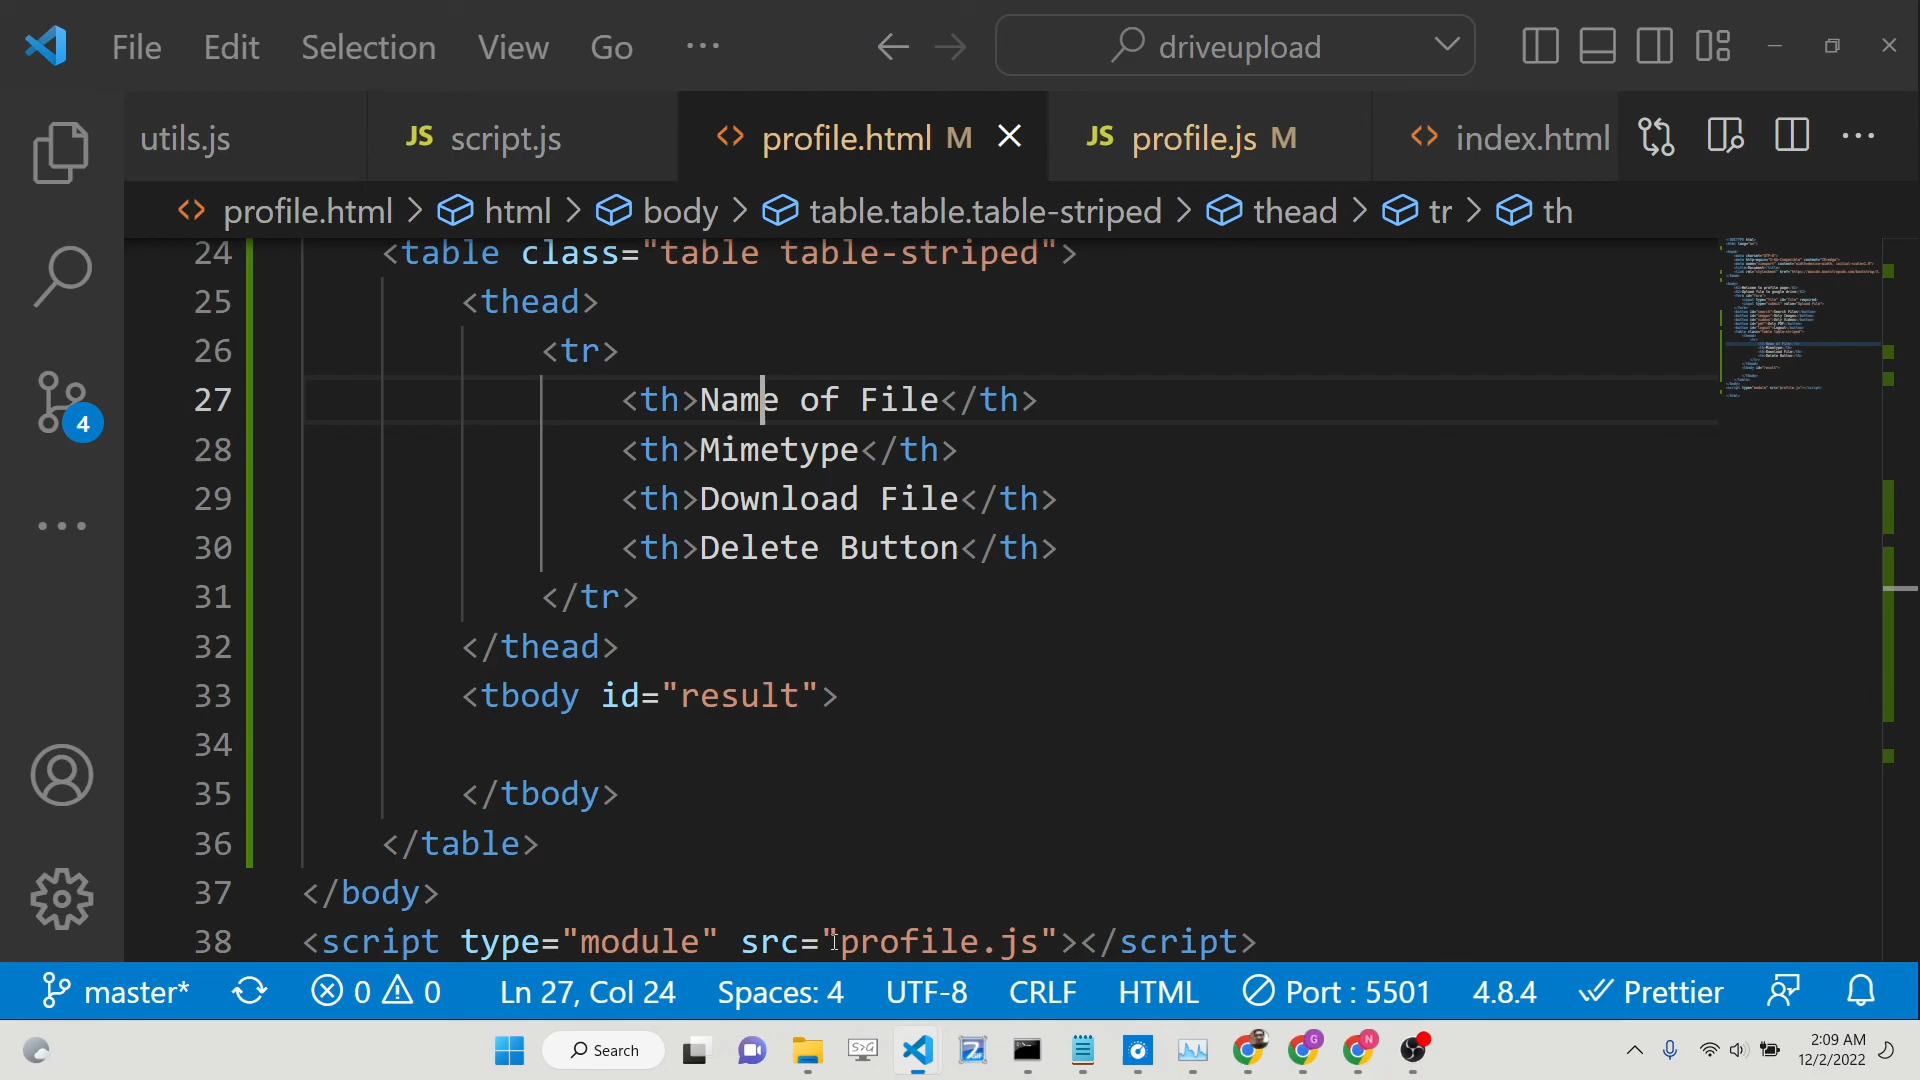 File Edit Selection View Go ··· driveupload
utils.js JS script.js <> profile.html M JS profile.js M <> index.html
<> profile.html > html > body > table.table.table-striped > thead > tr > th
24 <table class="table table-striped">
25 <thead>
26 <tr>
27 <th>Name of File</th>
28 <th>Mimetype</th>
29 <th>Download File</th>
30 <th>Delete Button</th>
31 </tr>
32 </thead>
33 <tbody id="result">
34
35 </tbody>
36 </table>
37 </body>
38 <script type="module" src="profile.js"></script>
4
master* 0 0 Ln 27, Col 24 Spaces: 4 UTF-8 CRLF HTML Port : 5501 4.8.4 Prettier
Search
2:09 AM
12/2/2022